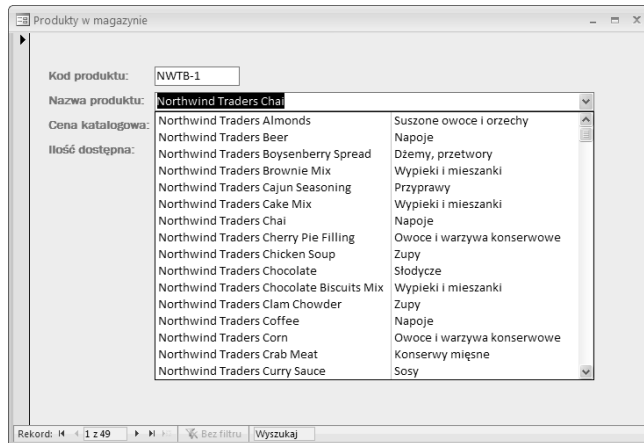 Produkty w magazynie
Kod produktu: NWTB-1
Nazwa produktu: Northwind Traders Chai
Cena katalogowa:
Ilość dostępna:
Northwind Traders Almonds Suszone owoce i orzechy
Northwind Traders Beer Napoje
Northwind Traders Boysenberry Spread Dżemy, przetwory
Northwind Traders Brownie Mix Wypieki i mieszanki
Northwind Traders Cajun Seasoning Przyprawy
Northwind Traders Cake Mix Wypieki i mieszanki
Northwind Traders Chai Napoje
Northwind Traders Cherry Pie Filling Owoce i warzywa konserwowe
Northwind Traders Chicken Soup Zupy
Northwind Traders Chocolate Słodycze
Northwind Traders Chocolate Biscuits Mix Wypieki i mieszanki
Northwind Traders Clam Chowder Zupy
Northwind Traders Coffee Napoje
Northwind Traders Corn Owoce i warzywa konserwowe
Northwind Traders Crab Meat Konserwy mięsne
Northwind Traders Curry Sauce Sosy
Rekord: 1 z 49 Bez filtru Wyszukaj